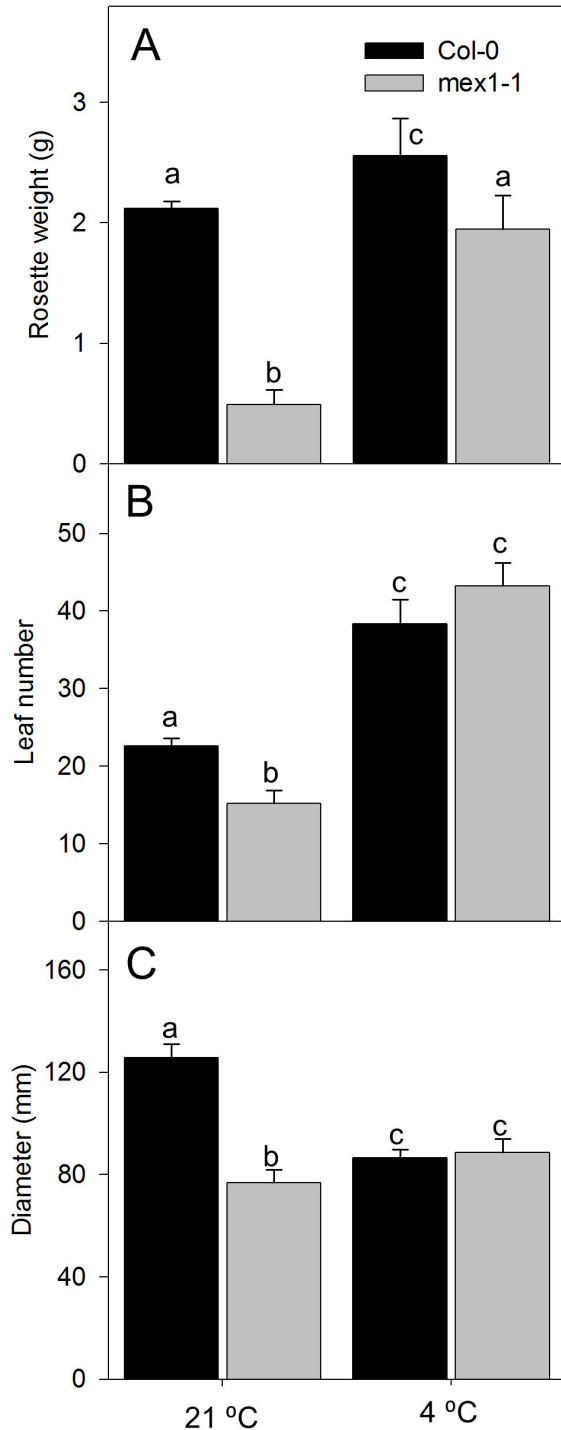 A
Col-0
mex1-1
Rosette weight (g)
3
2
1
0
a
b
c
a
B
Leaf number
50
40
30
20
10
0
a
b
c
c
C
Diameter (mm)
160
120
80
40
0
a
b
c
c
21 ºC
4 ºC